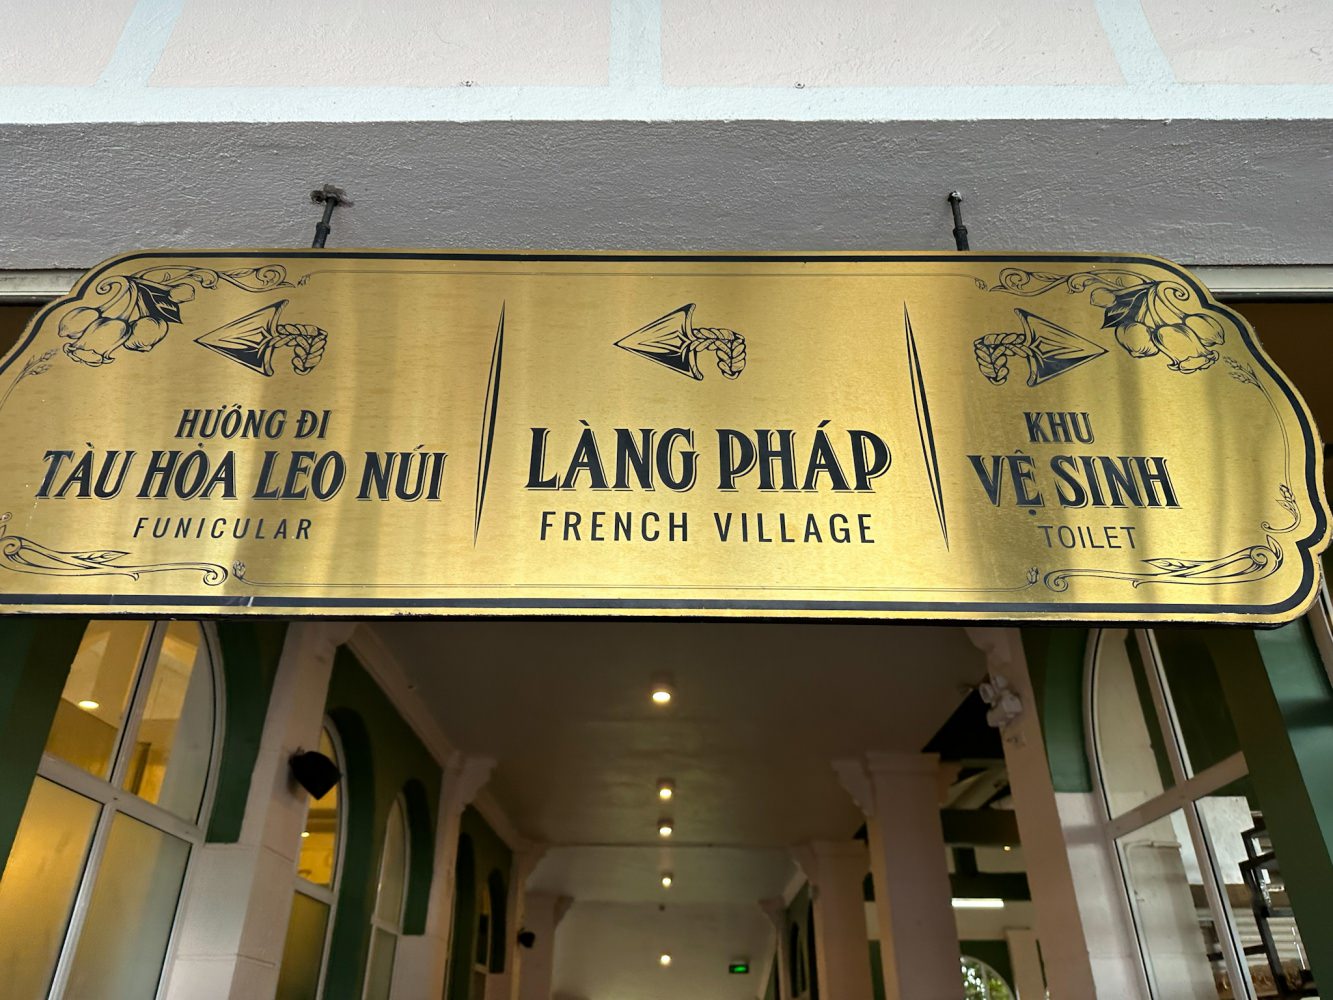 HƯỚNG ĐI
TÀU HỎA LEO NÚI
FUNICULAR
LÀNG PHÁP
FRENCH VILLAGE
KHU
VỆ SINH
TOILET